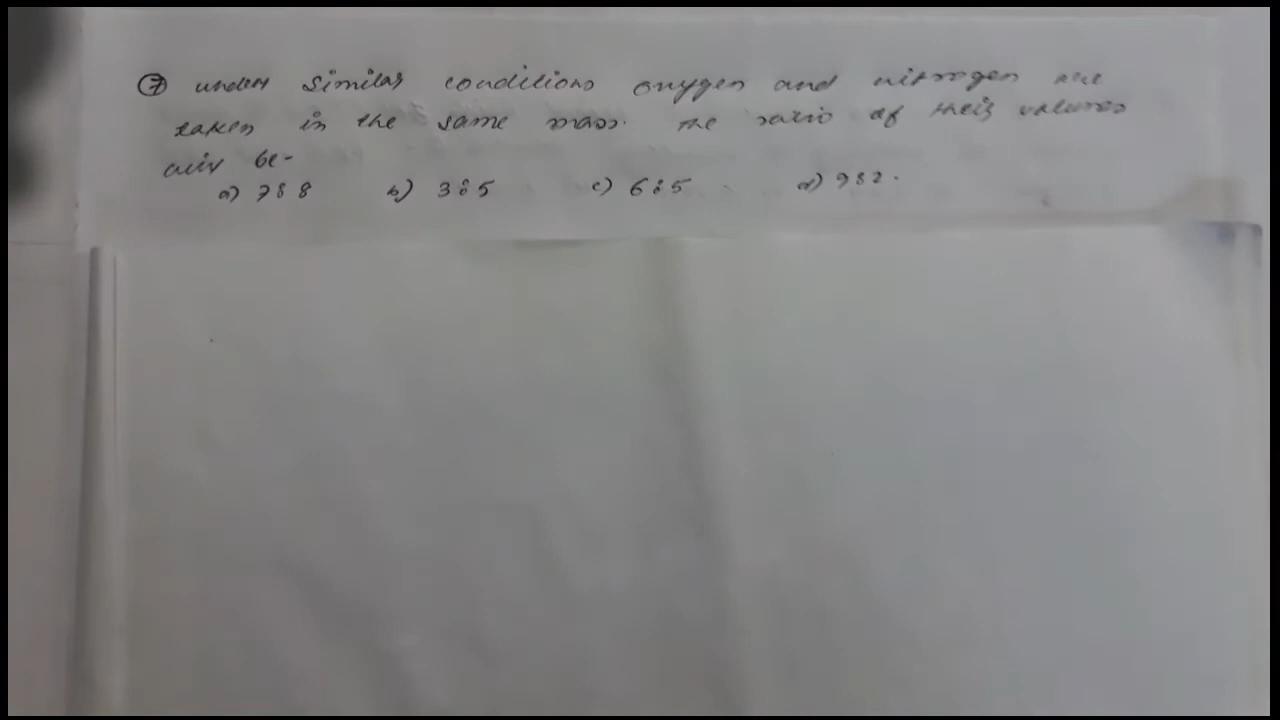 ⑦ under similar conditions oxygen and nitrogen are
taken in the same mass. The ratio of their volumes
will be-
a) 7:8 b) 3:5 c) 6:5 d) 9:2.